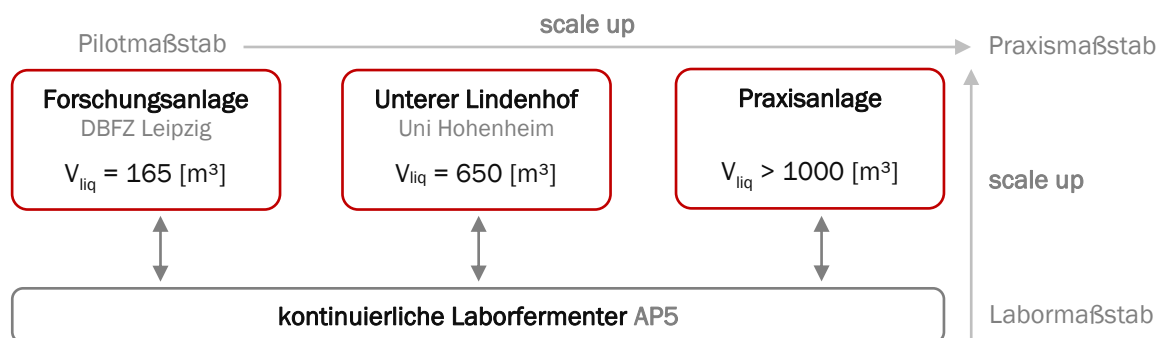 scale up
Pilotmaßstab
Praxismaßstab
Forschungsanlage
DBFZ Leipzig
V_liq = 165 [m³]
Unterer Lindenhof
Uni Hohenheim
V_liq = 650 [m³]
Praxisanlage
V_liq > 1000 [m³]
scale up
kontinuierliche Laborfermenter AP5
Labormaßstab